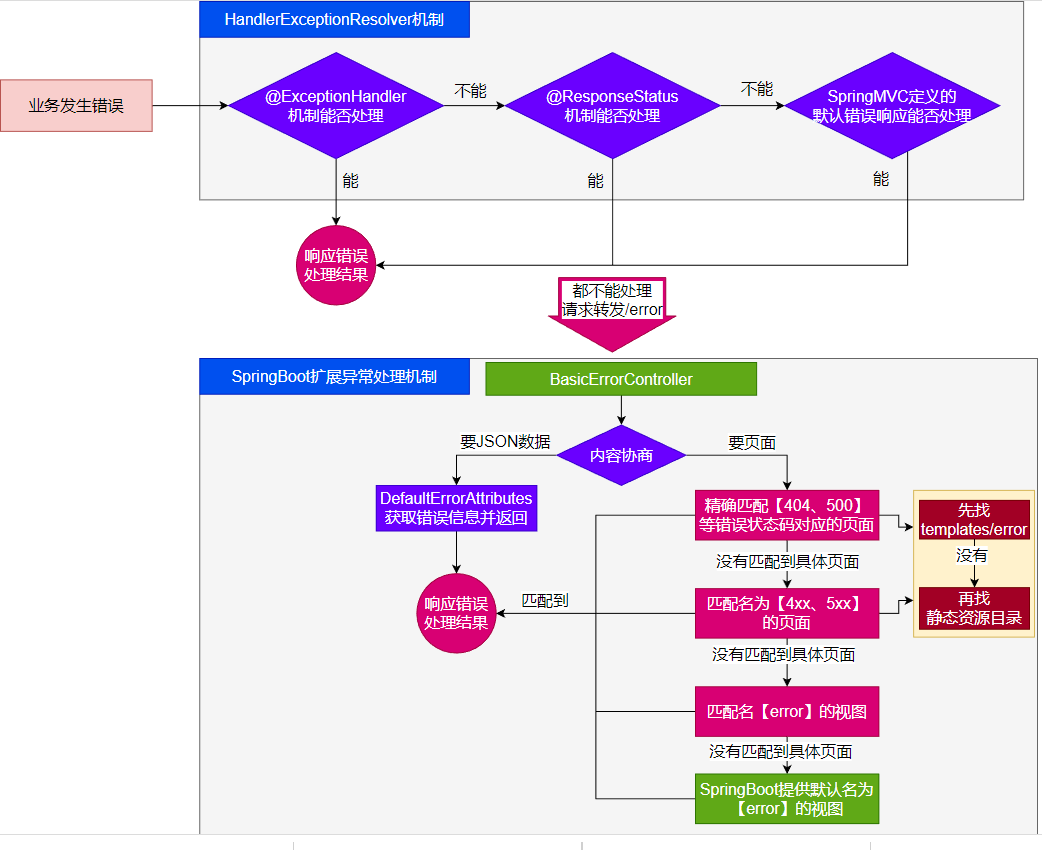 HandlerExceptionResolver机制
业务发生错误
@ExceptionHandler
机制能否处理
不能
@ResponseStatus
机制能否处理
不能
SpringMVC定义的
默认错误响应能否处理
能
能
能
响应错误
处理结果
都不能处理
请求转发/error
SpringBoot扩展异常处理机制
BasicErrorController
要JSON数据
内容协商
要页面
DefaultErrorAttributes
获取错误信息并返回
精确匹配【404、500】
等错误状态码对应的页面
先找
templates/error
没有匹配到具体页面
没有
响应错误
处理结果
匹配到
匹配名为【4xx、5xx】
的页面
再找
静态资源目录
没有匹配到具体页面
匹配名【error】的视图
没有匹配到具体页面
SpringBoot提供默认名为
【error】的视图